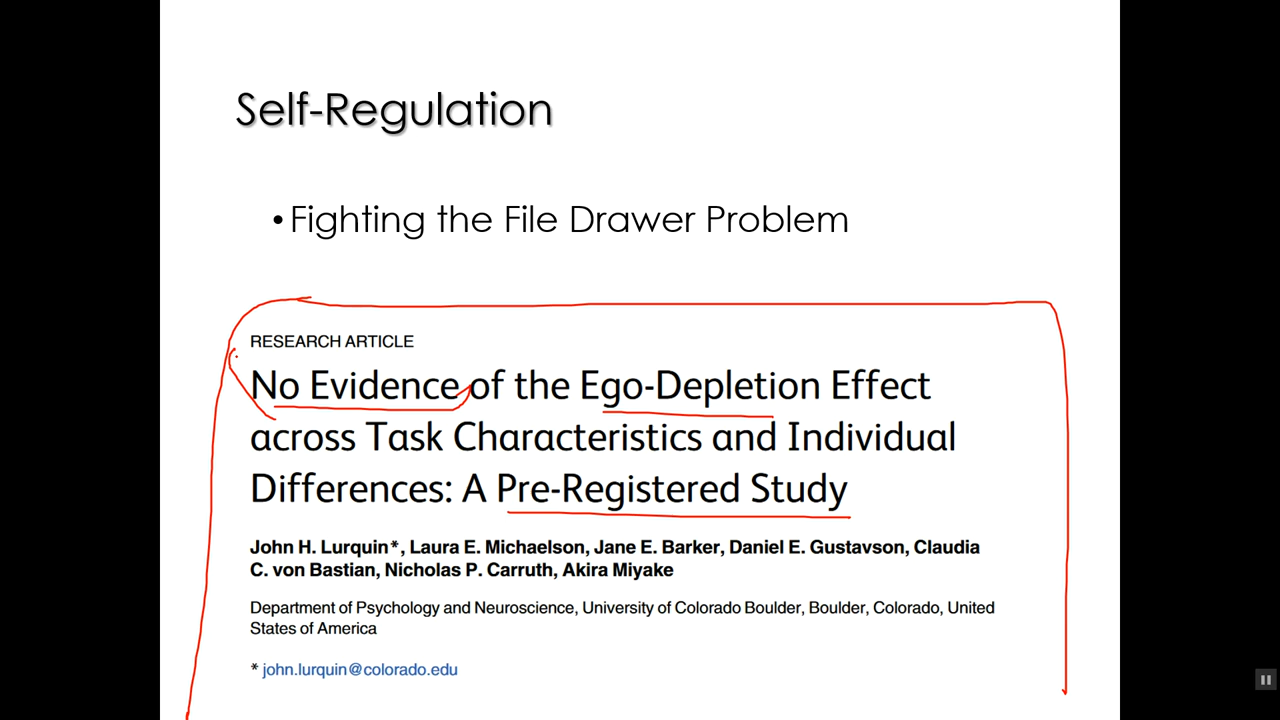 Self-Regulation
• Fighting the File Drawer Problem
RESEARCH ARTICLE
No Evidence of the Ego-Depletion Effect
across Task Characteristics and Individual
Differences: A Pre-Registered Study
John H. Lurquin*, Laura E. Michaelson, Jane E. Barker, Daniel E. Gustavson, Claudia
C. von Bastian, Nicholas P. Carruth, Akira Miyake
Department of Psychology and Neuroscience, University of Colorado Boulder, Boulder, Colorado, United
States of America
* john.lurquin@colorado.edu